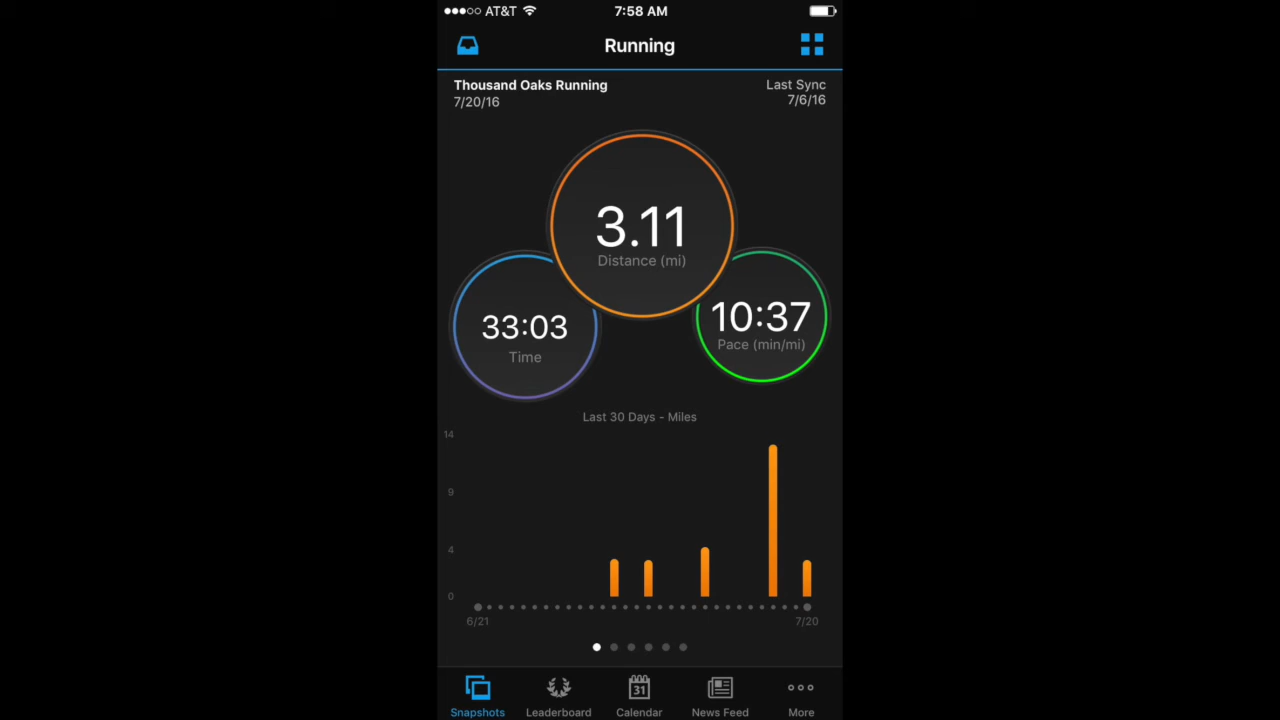 AT&T 7:58 AM
Running
Thousand Oaks Running
7/20/16
Last Sync
7/6/16
3.11
Distance (mi)
33:03
Time
10:37
Pace (min/mi)
Last 30 Days - Miles
14
9
4
0
6/21 7/20
31
Snapshots Leaderboard Calendar News Feed More